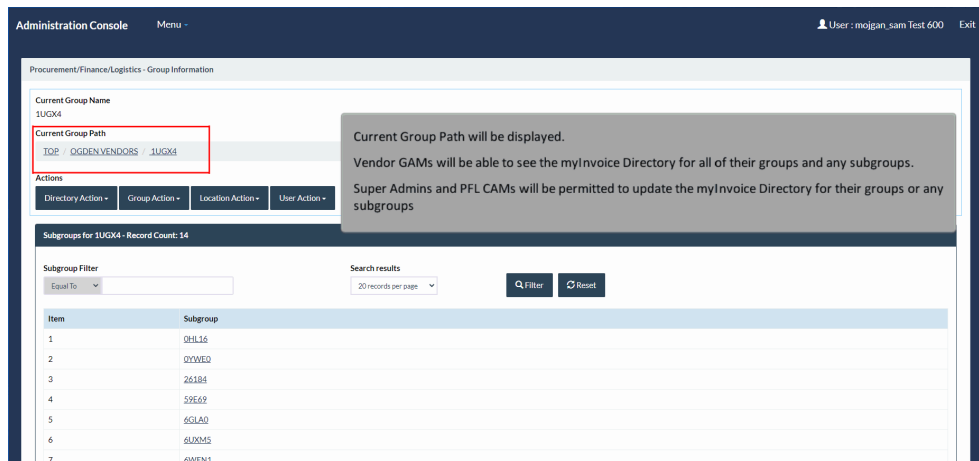 Administration Console Menu
User : mojgan_sam Test 600 Exit
Procurement/Finance/Logistics - Group Information
Current Group Name
1UGX4
Current Group Path
TOP / OGDEN VENDORS / 1UGX4
Actions
Directory Action Group Action Location Action User Action
Current Group Path will be displayed.
Vendor GAMs will be able to see the myInvoice Directory for all of their groups and any subgroups.
Super Admins and PFL CAMs will be permitted to update the myInvoice Directory for their groups or any
subgroups
Subgroups for 1UGX4 - Record Count: 14
Subgroup Filter Search results
Equal To 20 records per page Filter Reset
Item Subgroup
1 0HL16
2 0YWE0
3 26184
4 59E69
5 6GLA0
6 6UXM5
7 6WEN1